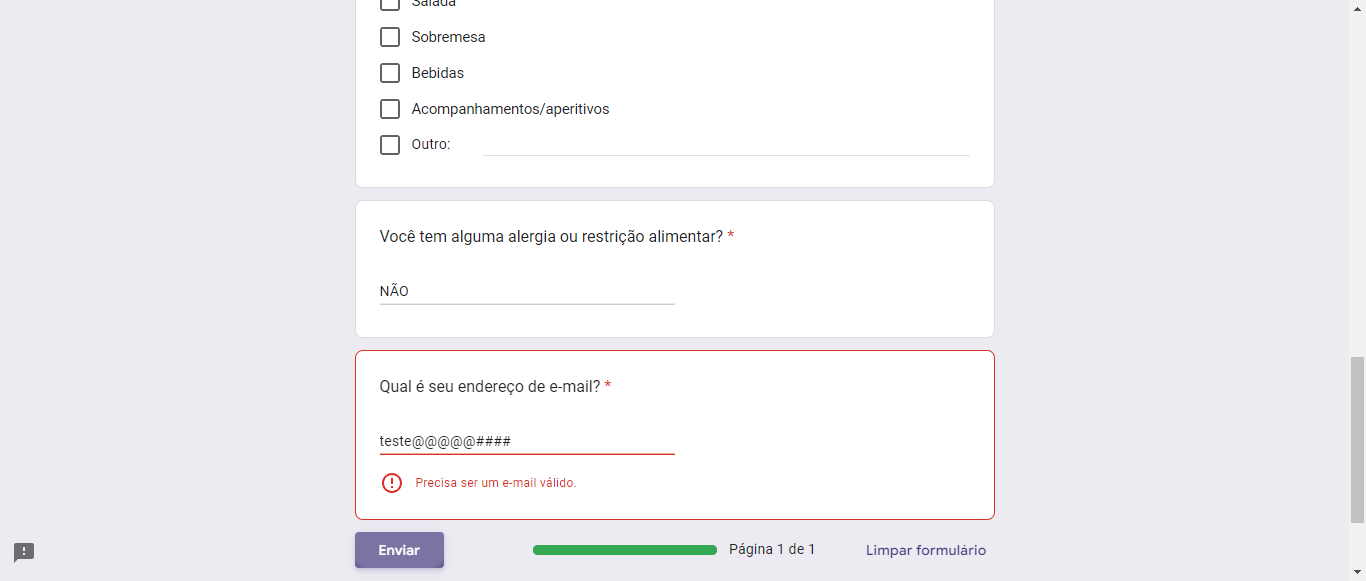 Salada
Sobremesa
Bebidas
Acompanhamentos/aperitivos
Outro:
Você tem alguma alergia ou restrição alimentar? *
NÃO
Qual é seu endereço de e-mail? *
teste@@@@@####
Precisa ser um e-mail válido.
Enviar
Página 1 de 1
Limpar formulário